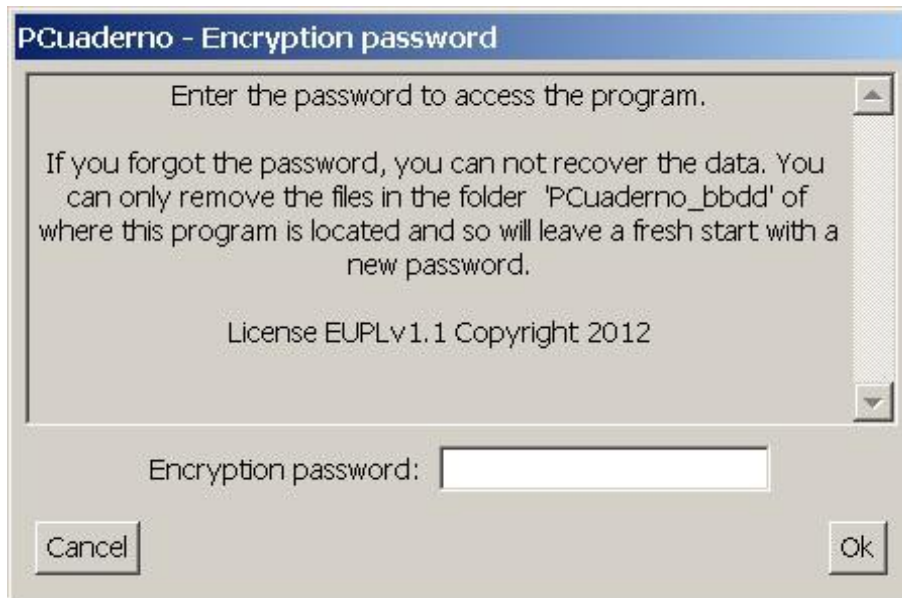 PCuaderno - Encryption password
Enter the password to access the program.
If you forgot the password, you can not recover the data. You
can only remove the files in the folder 'PCuaderno_bbdd' of
where this program is located and so will leave a fresh start with a
new password.
License EUPLv1.1 Copyright 2012
Encryption password:
Cancel
Ok